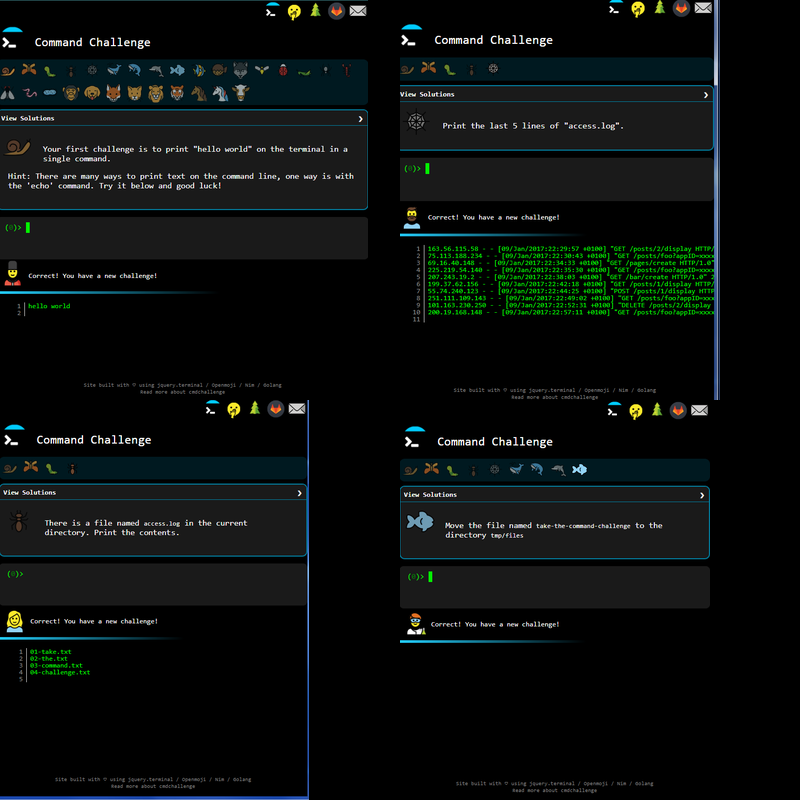 Command Challenge
View Solutions
Your first challenge is to print "hello world" on the terminal in a
single command.
Hint: There are many ways to print text on the command line, one way is with
the 'echo' command. Try it below and good luck!
(0)>
Correct! You have a new challenge!
1 hello world
2
Site built with ♡ using jquery.terminal / Openmoji / Nim / Golang
Read more about cmdchallenge
Command Challenge
View Solutions
Print the last 5 lines of "access.log".
(0)>
Correct! You have a new challenge!
1 163.56.115.58 - - [09/Jan/2017:22:29:57 +0100] "GET /posts/2/display HTTP/
2 75.113.188.234 - - [09/Jan/2017:22:30:43 +0100] "GET /posts/foo?appID=xxxx
3 69.16.40.148 - - [09/Jan/2017:22:34:33 +0100] "GET /pages/create HTTP/1.0"
4 225.219.54.140 - - [09/Jan/2017:22:35:30 +0100] "GET /posts/foo?appID=xxxx
5 207.243.19.2 - - [09/Jan/2017:22:38:03 +0100] "GET /bar/create HTTP/1.0" 2
6 199.37.62.156 - - [09/Jan/2017:22:42:18 +0100] "GET /posts/1/display HTTP/
7 55.74.240.123 - - [09/Jan/2017:22:44:25 +0100] "POST /posts/1/display HTTP
8 251.111.109.143 - - [09/Jan/2017:22:49:02 +0100] "GET /posts/foo?appID=xxx
9 101.163.230.250 - - [09/Jan/2017:22:52:31 +0100] "DELETE /posts/2/display
10 200.19.168.148 - - [09/Jan/2017:22:57:11 +0100] "GET /posts/foo?appID=xxx
11
Site built with ♡ using jquery.terminal / Openmoji / Nim / Golang
Read more about cmdchallenge
Command Challenge
View Solutions
There is a file named access.log in the current
directory. Print the contents.
(0)>
Correct! You have a new challenge!
1 01-take.txt
2 02-the.txt
3 03-command.txt
4 04-challenge.txt
5
Site built with ♡ using jquery.terminal / Openmoji / Nim / Golang
Read more about cmdchallenge
Command Challenge
View Solutions
Move the file named take-the-command-challenge to the
directory tmp/files
(0)>
Correct! You have a new challenge!
Site built with ♡ using jquery.terminal / Openmoji / Nim / Golang
Read more about cmdchallenge